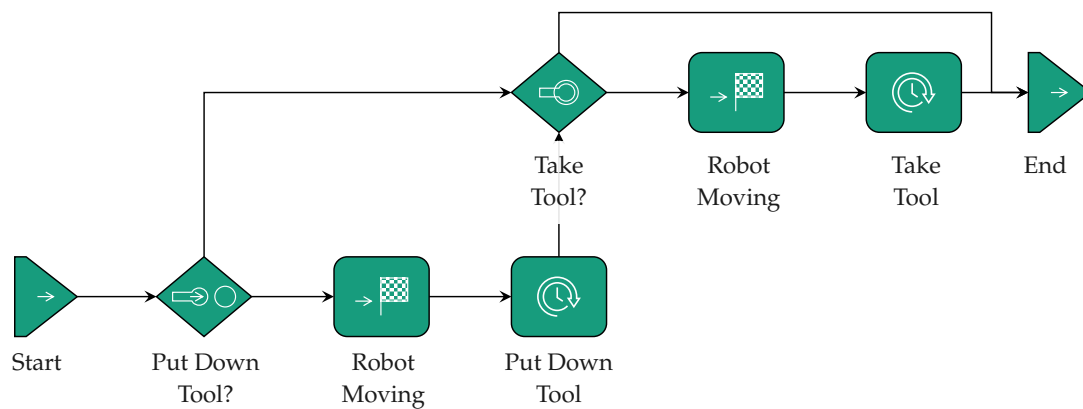 Take
Tool?
Robot
Moving
Take
Tool
End
Start
Put Down
Tool?
Robot
Moving
Put Down
Tool